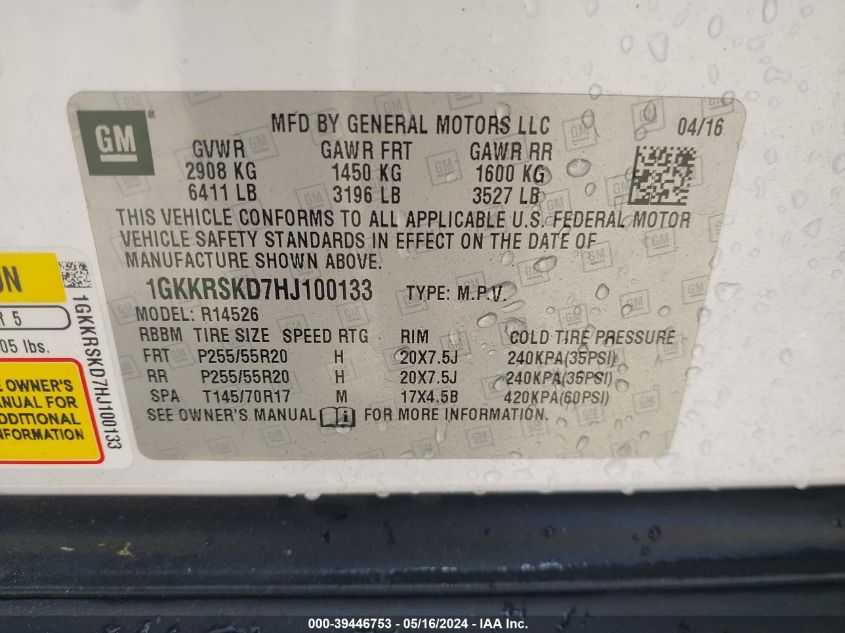 GM
®
MFD BY GENERAL MOTORS LLC 04/16
GVWR GAWR FRT GAWR RR
2908 KG 1450 KG 1600 KG
6411 LB 3196 LB 3527 LB
THIS VEHICLE CONFORMS TO ALL APPLICABLE U.S. FEDERAL MOTOR
VEHICLE SAFETY STANDARDS IN EFFECT ON THE DATE OF
MANUFACTURE SHOWN ABOVE.
1GKKRSKD7HJ100133 TYPE: M.P.V.
MODEL: R14526
RBBM TIRE SIZE SPEED RTG RIM COLD TIRE PRESSURE
FRT P255/55R20 H 20X7.5J 240KPA(35PSI)
RR P255/55R20 H 20X7.5J 240KPA(35PSI)
SPA T145/70R17 M 17X4.5B 420KPA(60PSI)
SEE OWNER'S MANUAL FOR MORE INFORMATION.
R 5
05 lbs.
OWNER'S
FOR
INFORMATION
1GKKRSKD7HJ100133
000-39446753 - 05/16/2024 - IAA Inc.